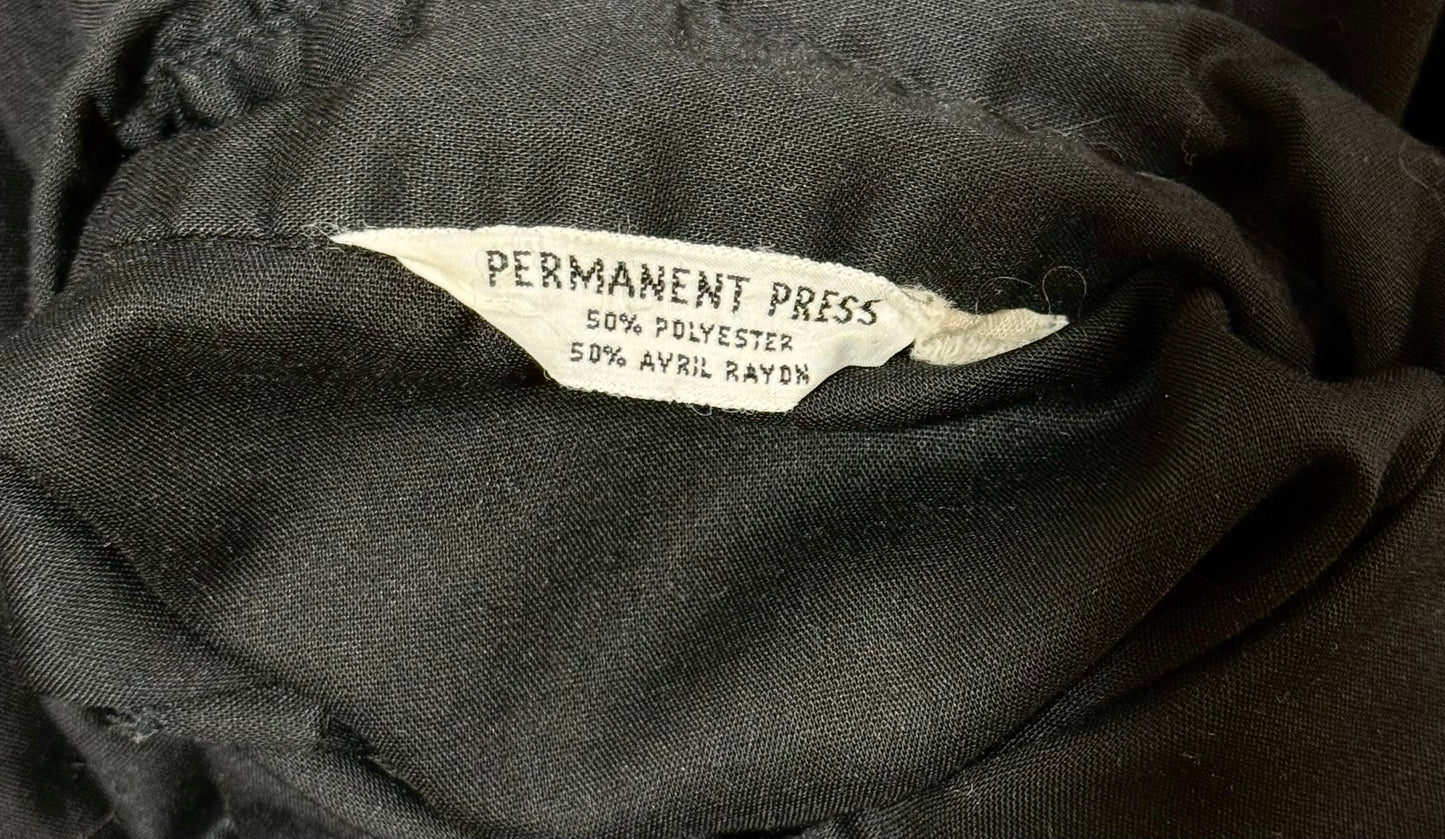 PERMANENT PRESS
50% POLYESTER
50% AVRIL RAYON